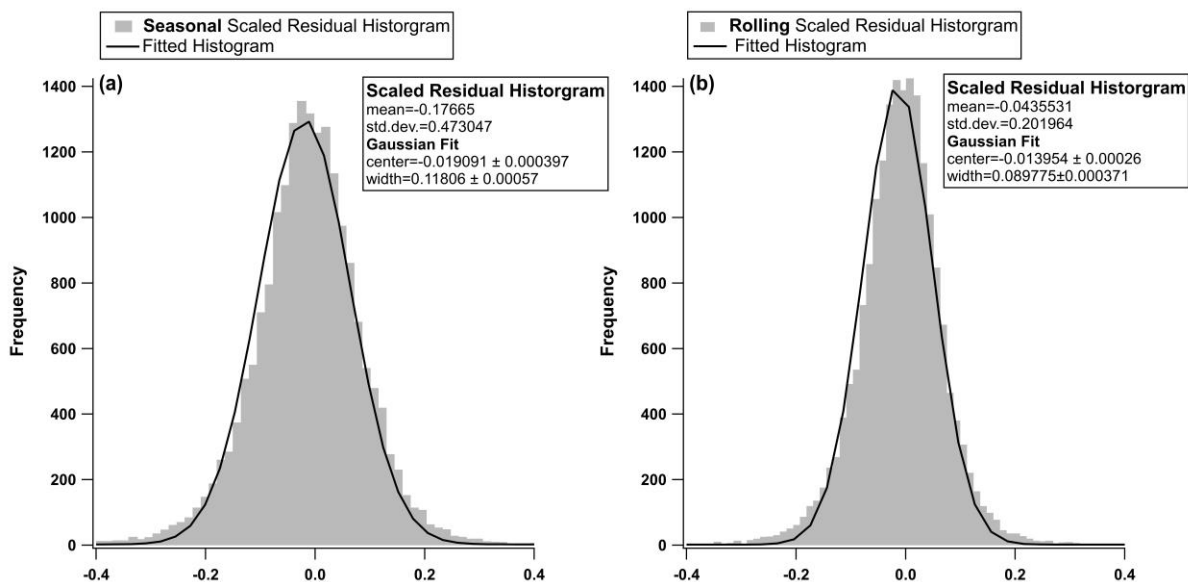 Seasonal Scaled Residual Historgram
Fitted Histogram
(a)
Scaled Residual Historgram
mean=-0.17665
std.dev.=0.473047
Gaussian Fit
center=-0.019091 ± 0.000397
width=0.11806 ± 0.00057
Frequency
1400
1200
1000
800
600
400
200
0
-0.4
-0.2
0.0
0.2
0.4
Rolling Scaled Residual Historgram
Fitted Histogram
(b)
Scaled Residual Historgram
mean=-0.0435531
std.dev.=0.201964
Gaussian Fit
center=-0.013954 ± 0.00026
width=0.089775±0.000371
Frequency
1400
1200
1000
800
600
400
200
0
-0.4
-0.2
0.0
0.2
0.4